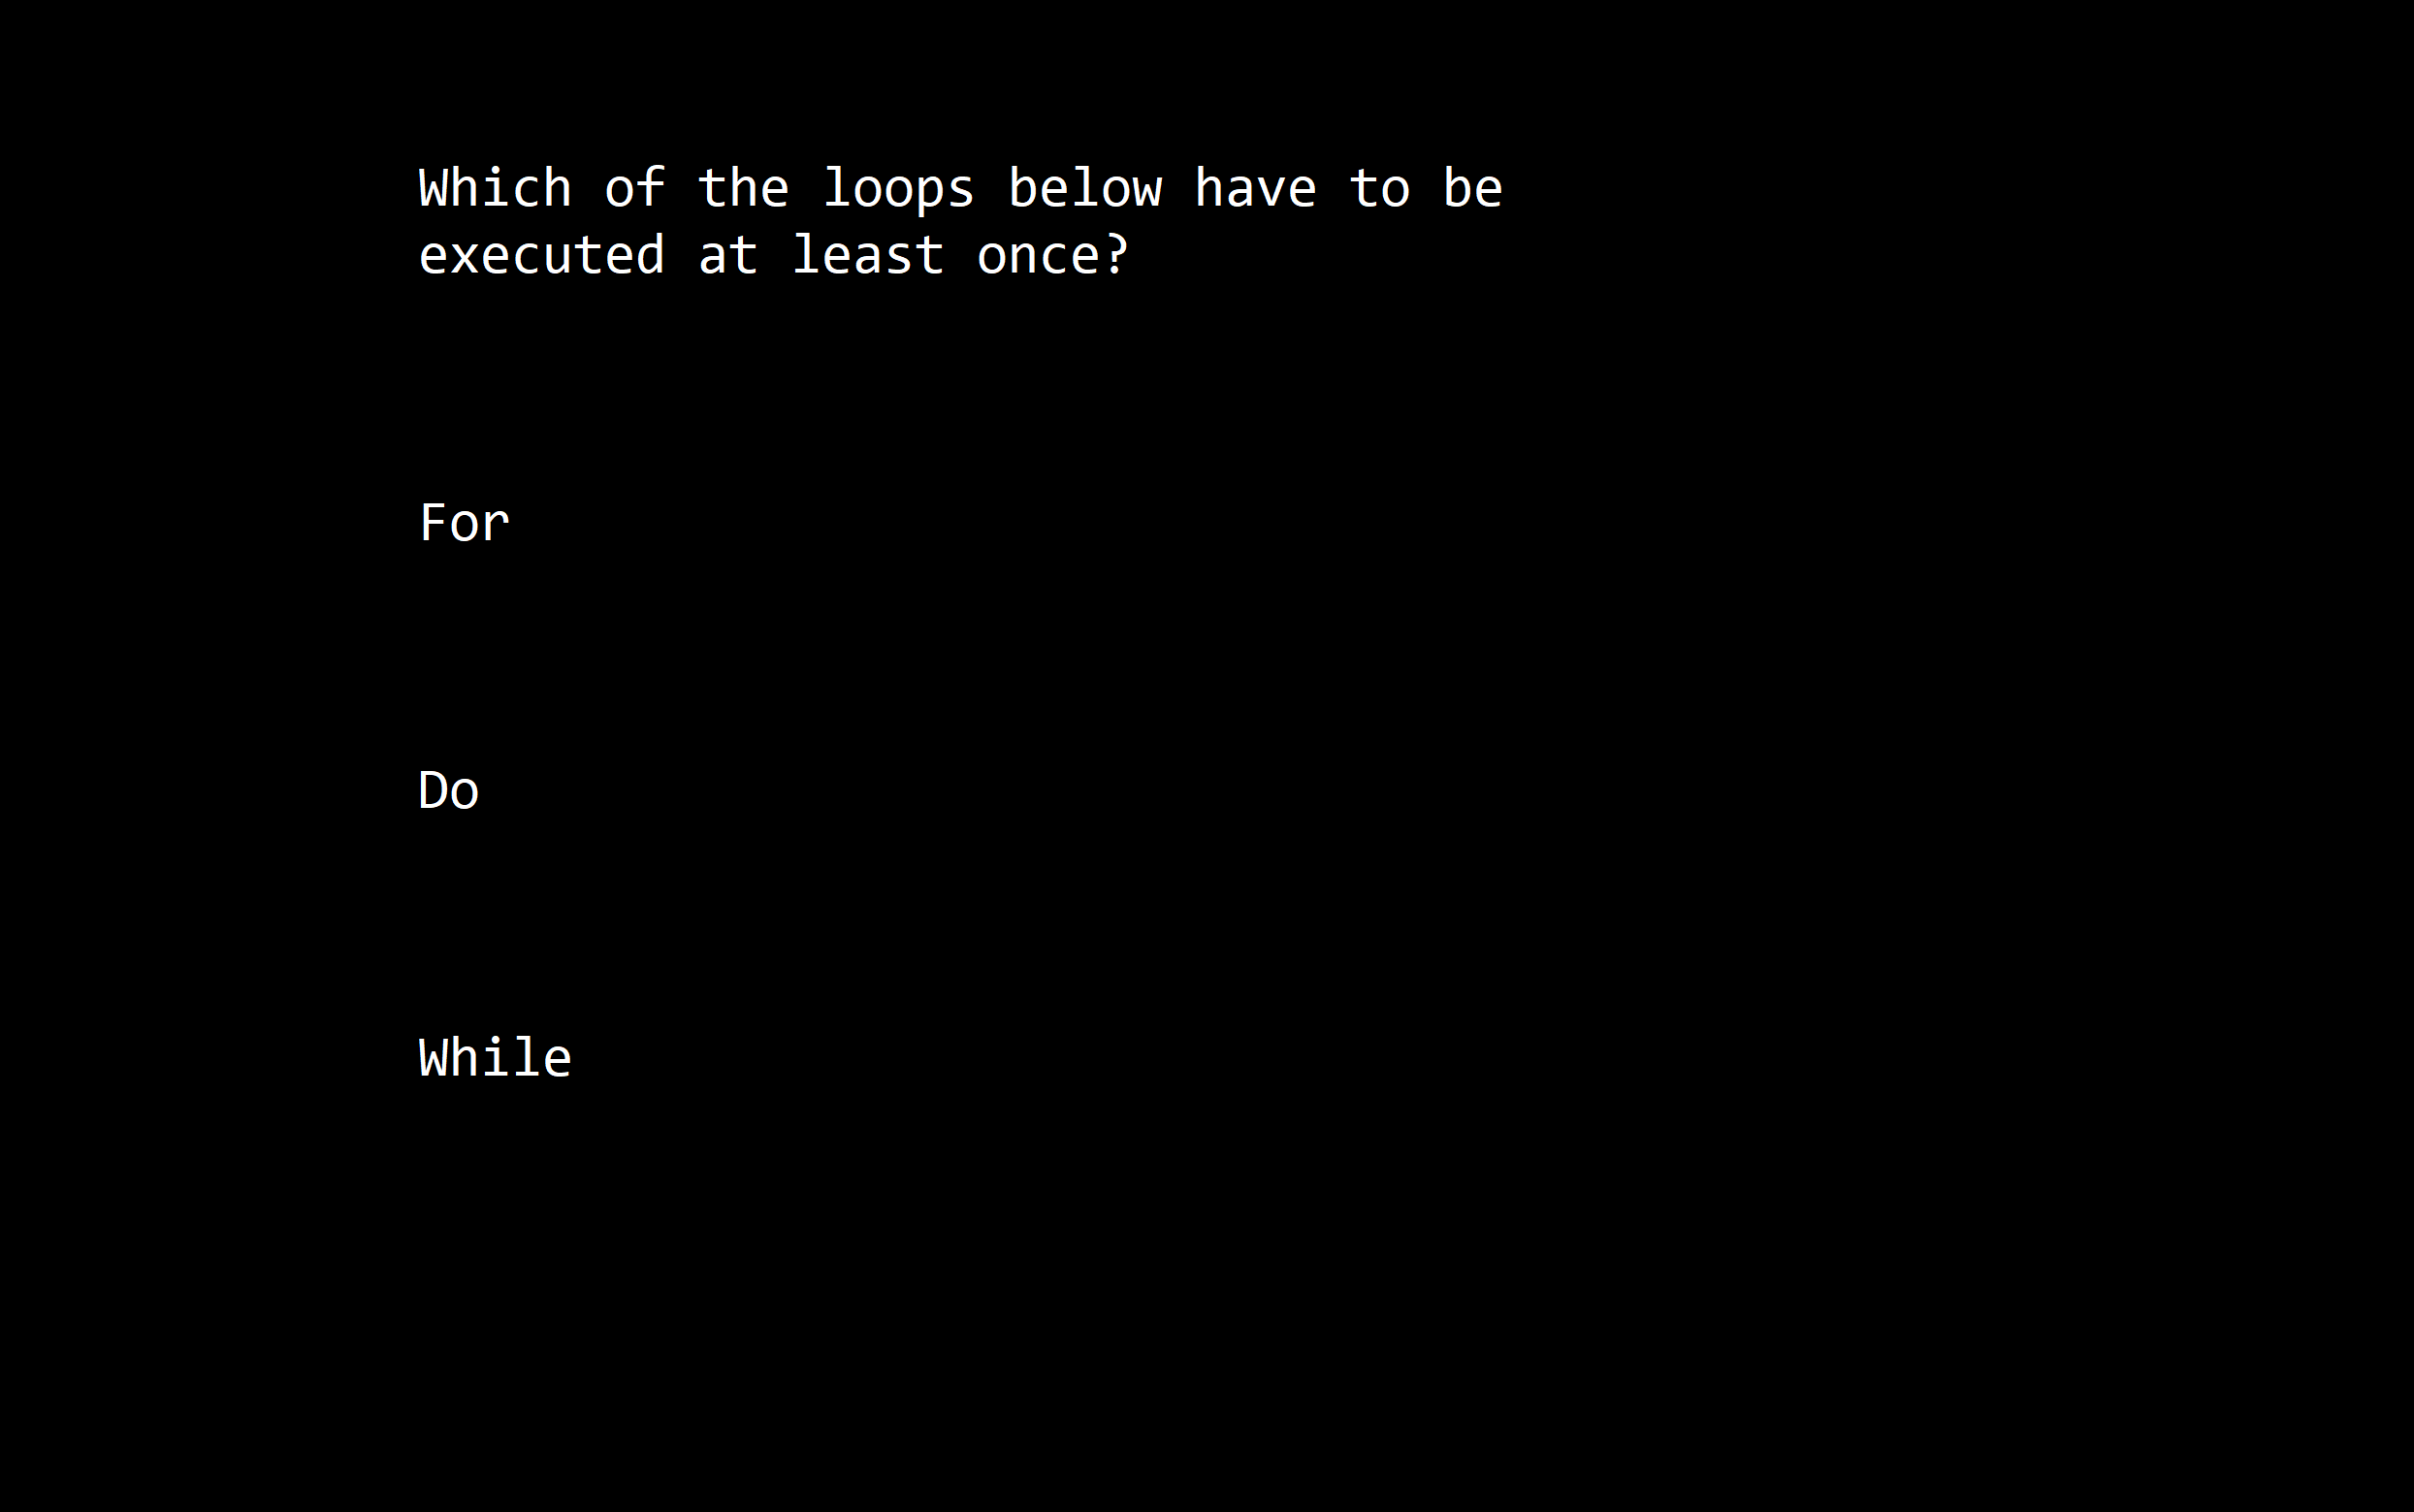 Which of the loops below have to be
executed at least once?
For
Do
While